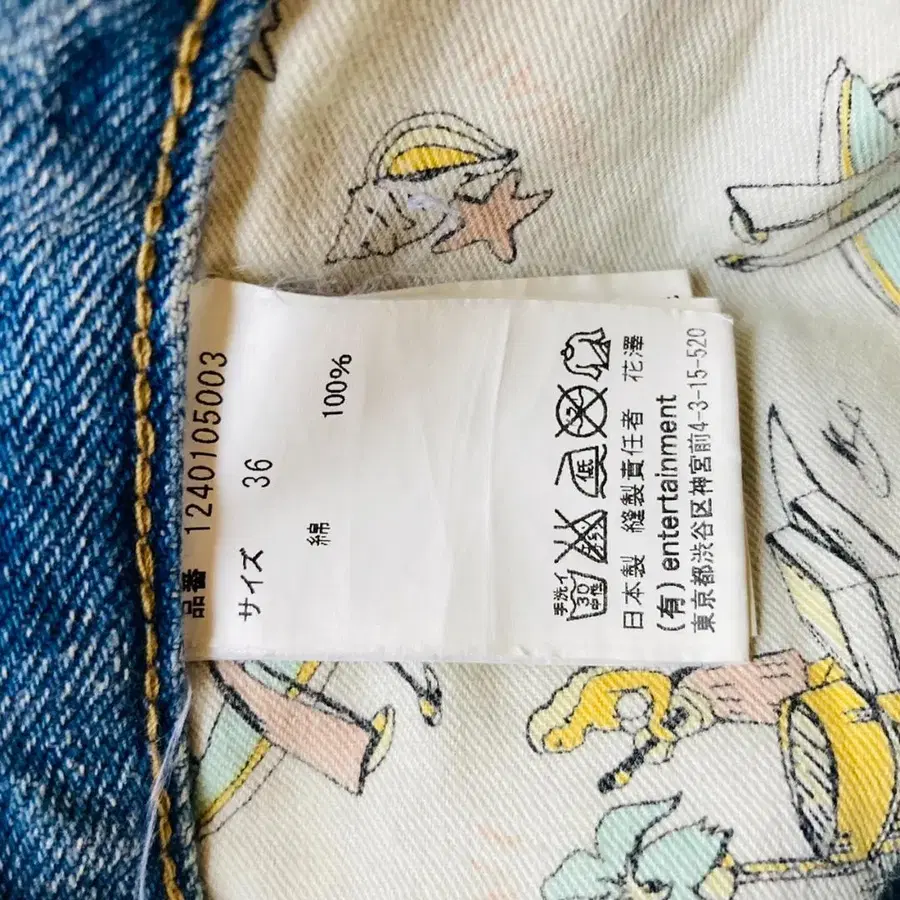 品番 1240105003
サイズ 36
綿 100%
手洗イ
30
中性
低
日本製 縫製責任者 花澤
(有) entertainment
東京都渋谷区神宮前4-3-15-520